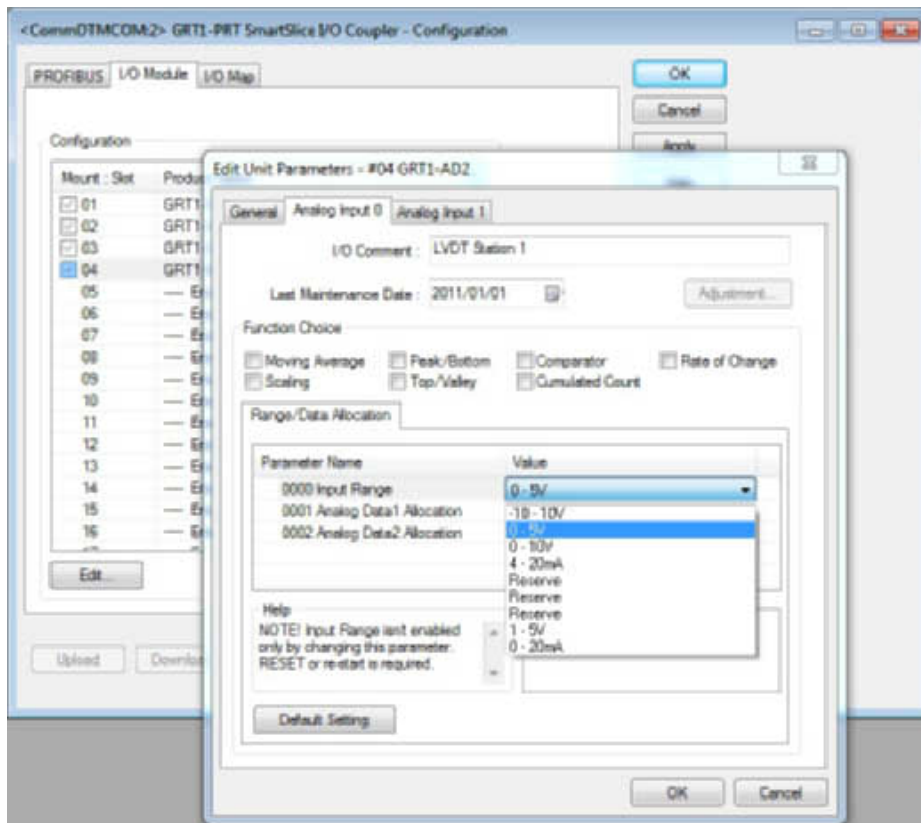 <CommDTMCOM:2> GRT1-PRT SmartSlice I/O Coupler - Configuration
PROFIBUS I/O Module I/O Map
OK
Cancel
Apply
Configuration
Mount : Slot Produc
01 GRT1
02 GRT1
03 GRT1
04 GRT1
05 --- E
06 --- E
07 --- E
08 --- E
09 --- E
10 --- E
11 --- E
12 --- E
13 --- E
14 --- E
15 --- E
16 --- E
Edit...
Upload Downloa
Edit Unit Parameters - #04 GRT1-AD2
General Analog Input 0 Analog Input 1
I/O Comment : LVDT Station 1
Last Maintenance Date : 2011/01/01 Adjustment...
Function Choice
Moving Average Peak/Bottom Comparator Rate of Change
Scaling Top/Valley Cumulated Count
Range/Data Allocation
Parameter Name Value
0000 Input Range 0 - 5V
0001 Analog Data1 Allocation
0002 Analog Data2 Allocation
-10 - 10V
0 - 5V
0 - 10V
4 - 20mA
Reserve
Reserve
Reserve
1 - 5V
0 - 20mA
Help
NOTE! Input Range isn't enabled
only by changing this parameter.
RESET or re-start is required.
Default Setting
OK Cancel